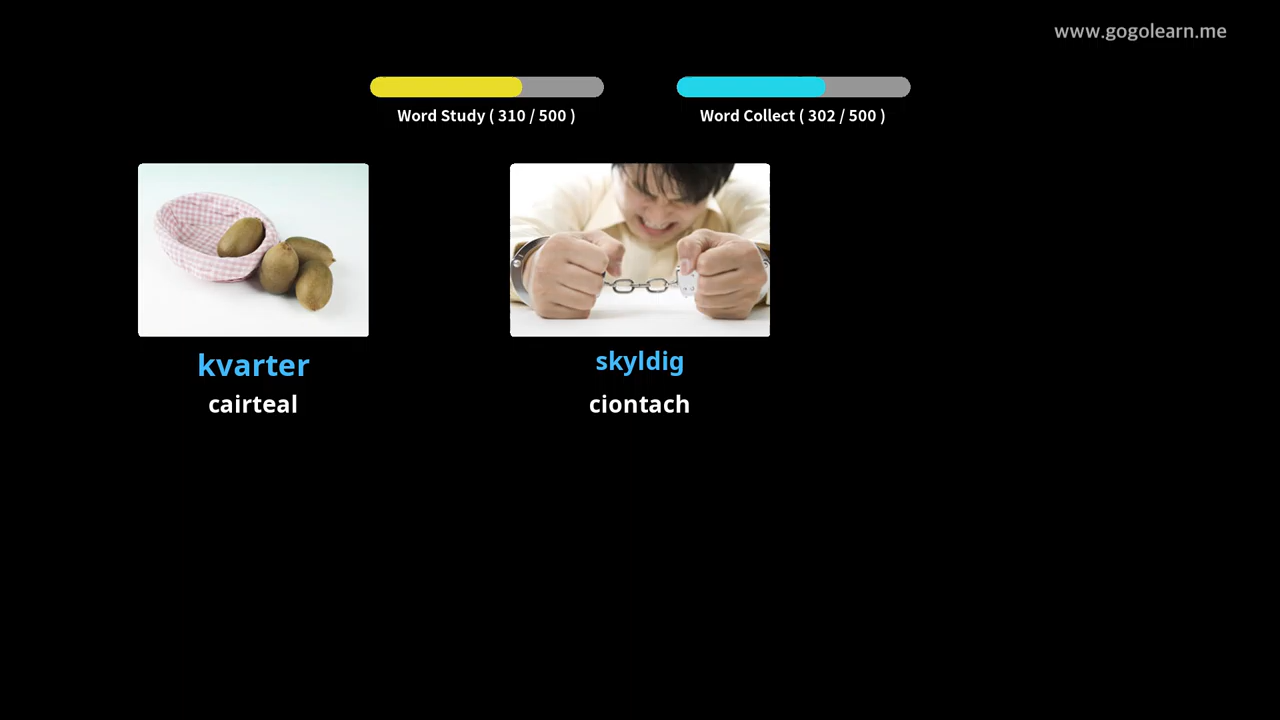 www.gogolearn.me
Word Study ( 310 / 500 )
Word Collect ( 302 / 500 )
kvarter
cairteal
skyldig
ciontach